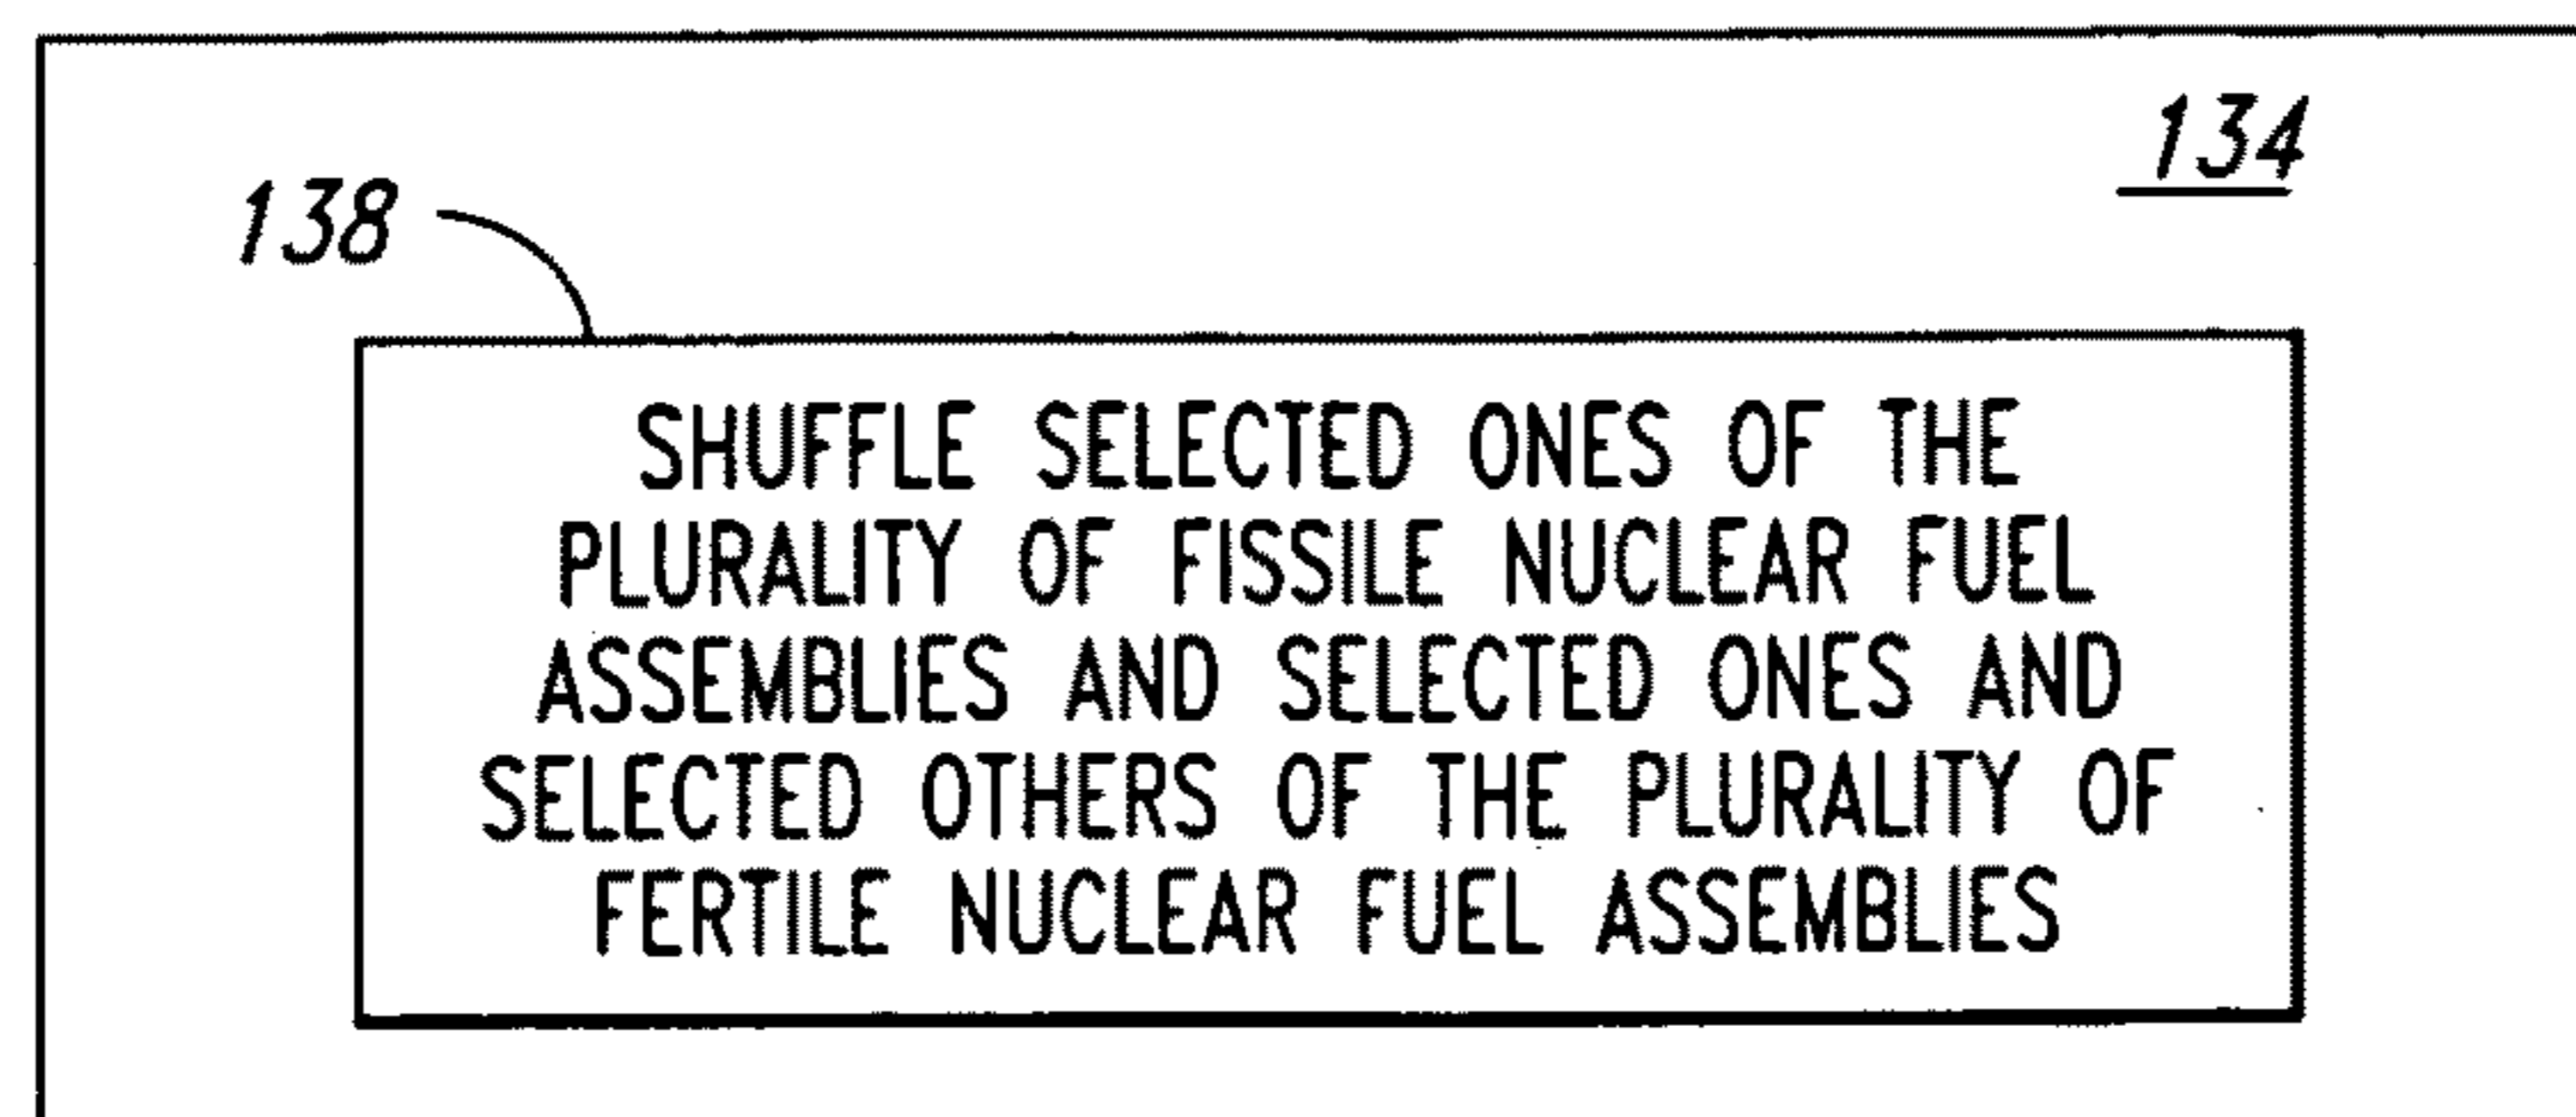 134
138
SHUFFLE SELECTED ONES OF THE
PLURALITY OF FISSILE NUCLEAR FUEL
ASSEMBLIES AND SELECTED ONES AND
SELECTED OTHERS OF THE PLURALITY OF
FERTILE NUCLEAR FUEL ASSEMBLIES